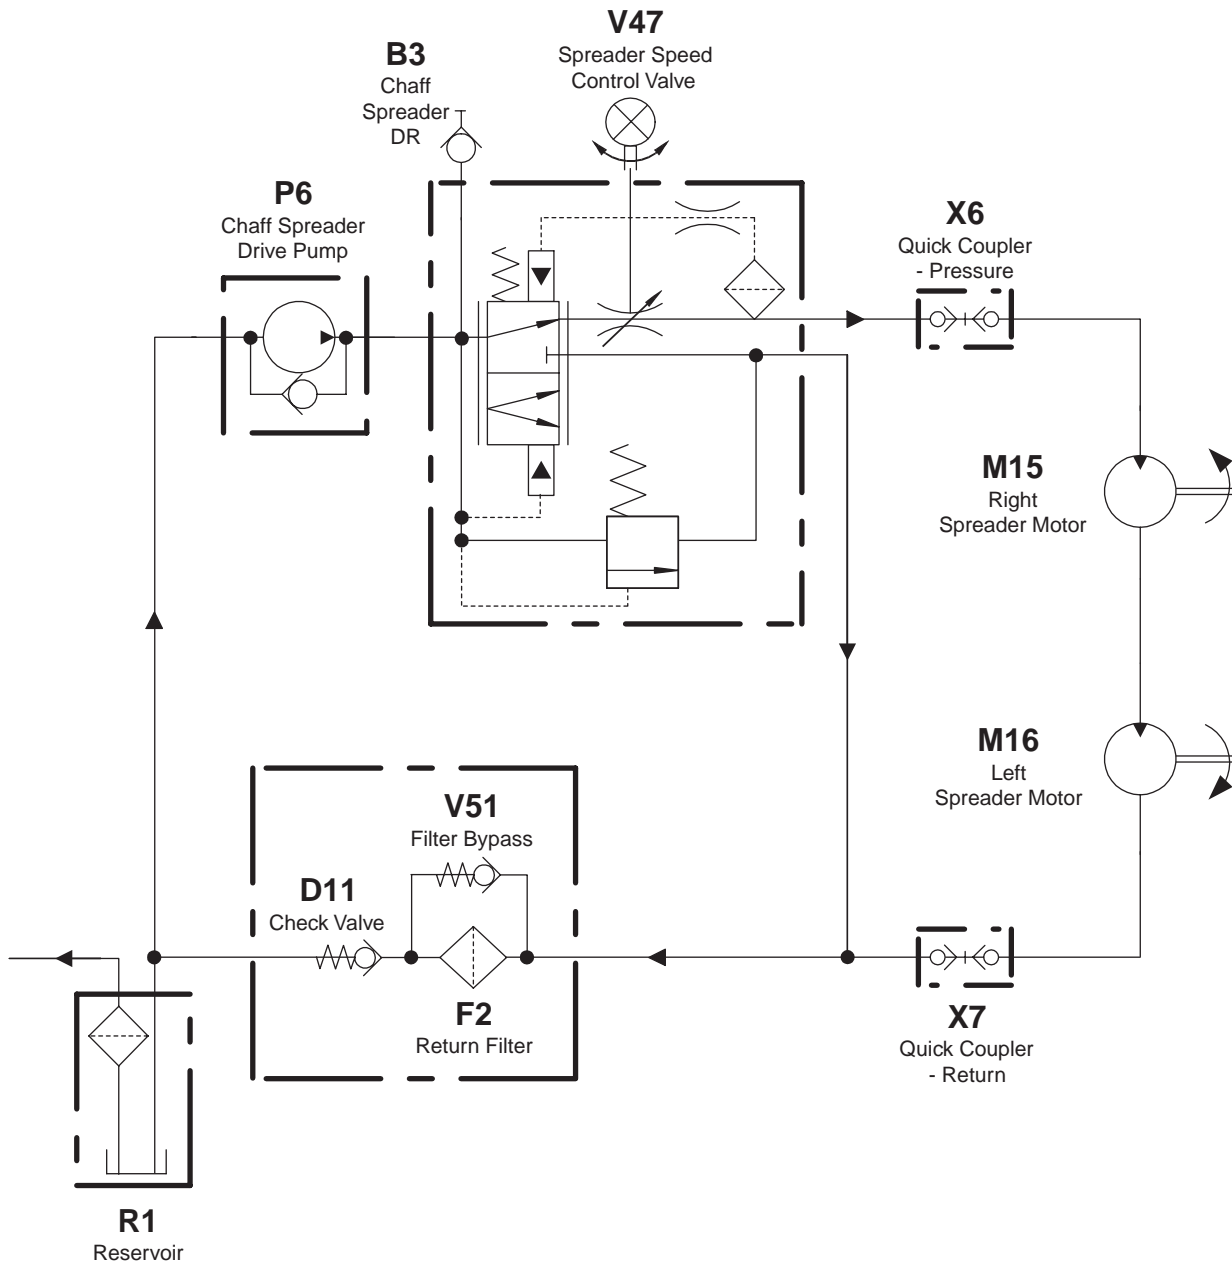 V47
Spreader Speed
Control Valve
B3
Chaff
Spreader
DR
P6
Chaff Spreader
Drive Pump
X6
Quick Coupler
- Pressure
M15
Right
Spreader Motor
M16
Left
Spreader Motor
V51
Filter Bypass
D11
Check Valve
F2
Return Filter
X7
Quick Coupler
- Return
R1
Reservoir